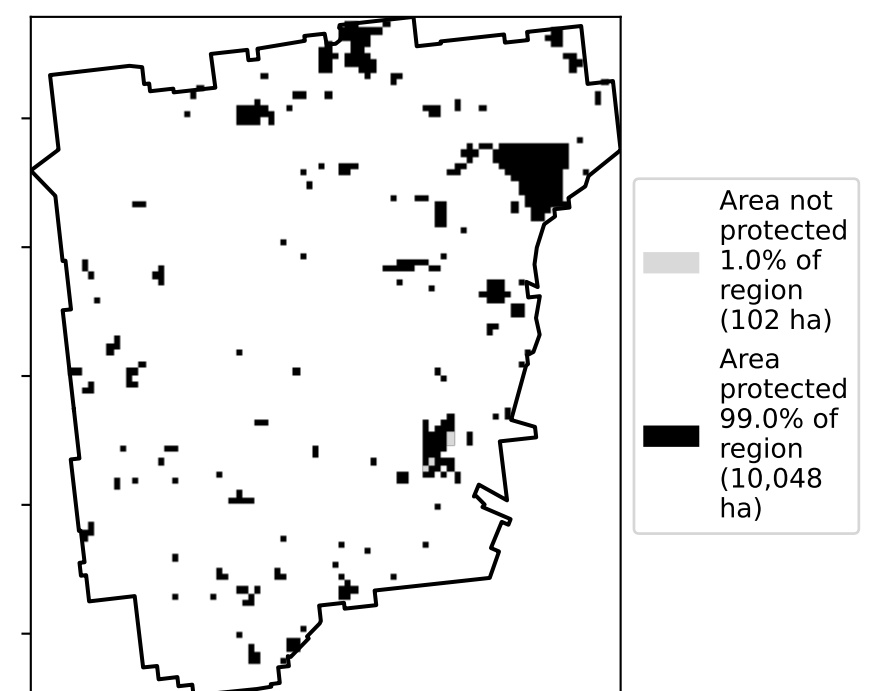 Area not
protected
1.0% of
region
(102 ha)
Area
protected
99.0% of
region
(10,048
ha)